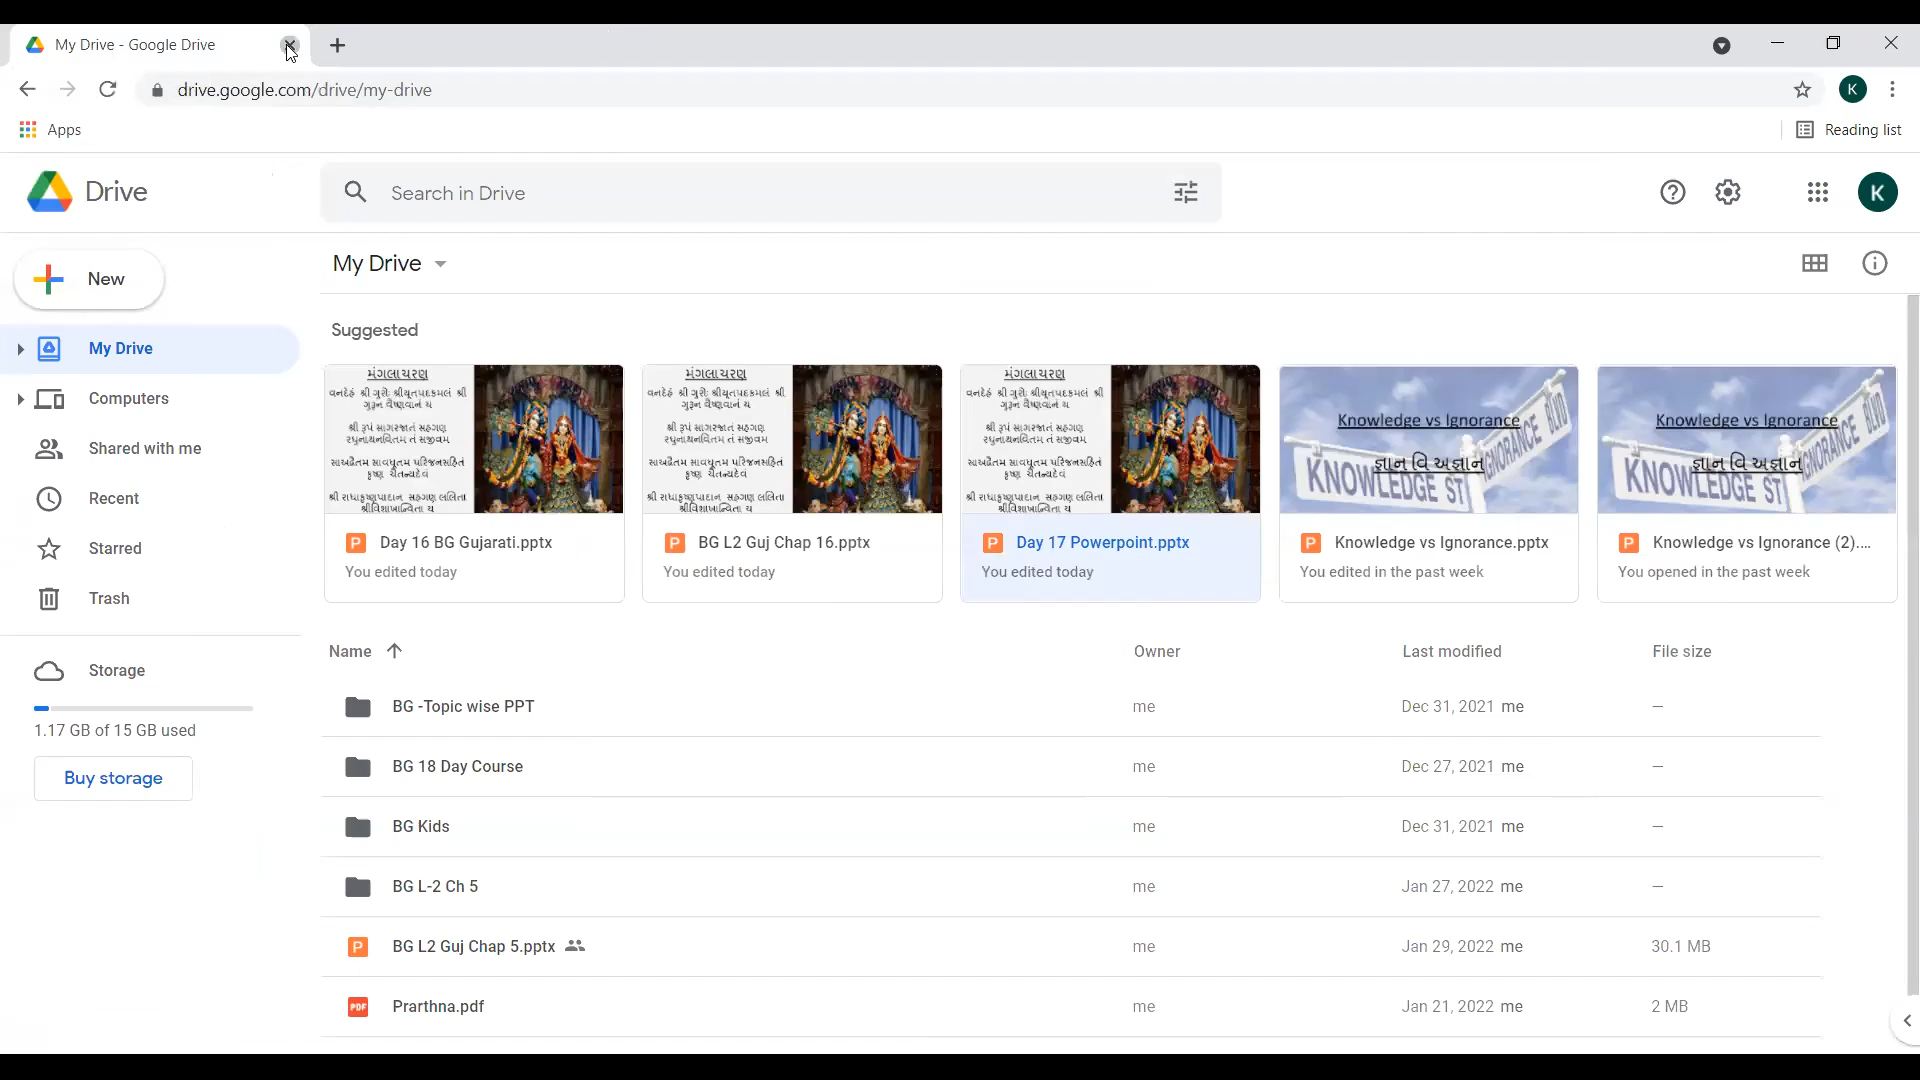 My Drive - Google Drive
drive.google.com/drive/my-drive
K
Apps
Reading list
Drive
Search in Drive
K
New
My Drive
My Drive
Computers
Shared with me
Recent
Starred
Trash
Storage
1.17 GB of 15 GB used
Buy storage
Suggested
મંગલાચરણ
મંગલાચરણ
મંગલાચરણ
Knowledge vs Ignorance
જ્ઞાન વિ અજ્ઞાન
KNOWLEDGE ST
IGNORANCE BLVD
Knowledge vs Ignorance
જ્ઞાન વિ અજ્ઞાન
KNOWLEDGE ST
IGNORANCE BLVD
P Day 16 BG Gujarati.pptx
You edited today
P BG L2 Guj Chap 16.pptx
You edited today
P Day 17 Powerpoint.pptx
You edited today
P Knowledge vs Ignorance.pptx
You edited in the past week
P Knowledge vs Ignorance (2)....
You opened in the past week
Name Owner Last modified File size
BG -Topic wise PPT me Dec 31, 2021 me –
BG 18 Day Course me Dec 27, 2021 me –
BG Kids me Dec 31, 2021 me –
BG L-2 Ch 5 me Jan 27, 2022 me –
P BG L2 Guj Chap 5.pptx me Jan 29, 2022 me 30.1 MB
PDF Prarthna.pdf me Jan 21, 2022 me 2 MB